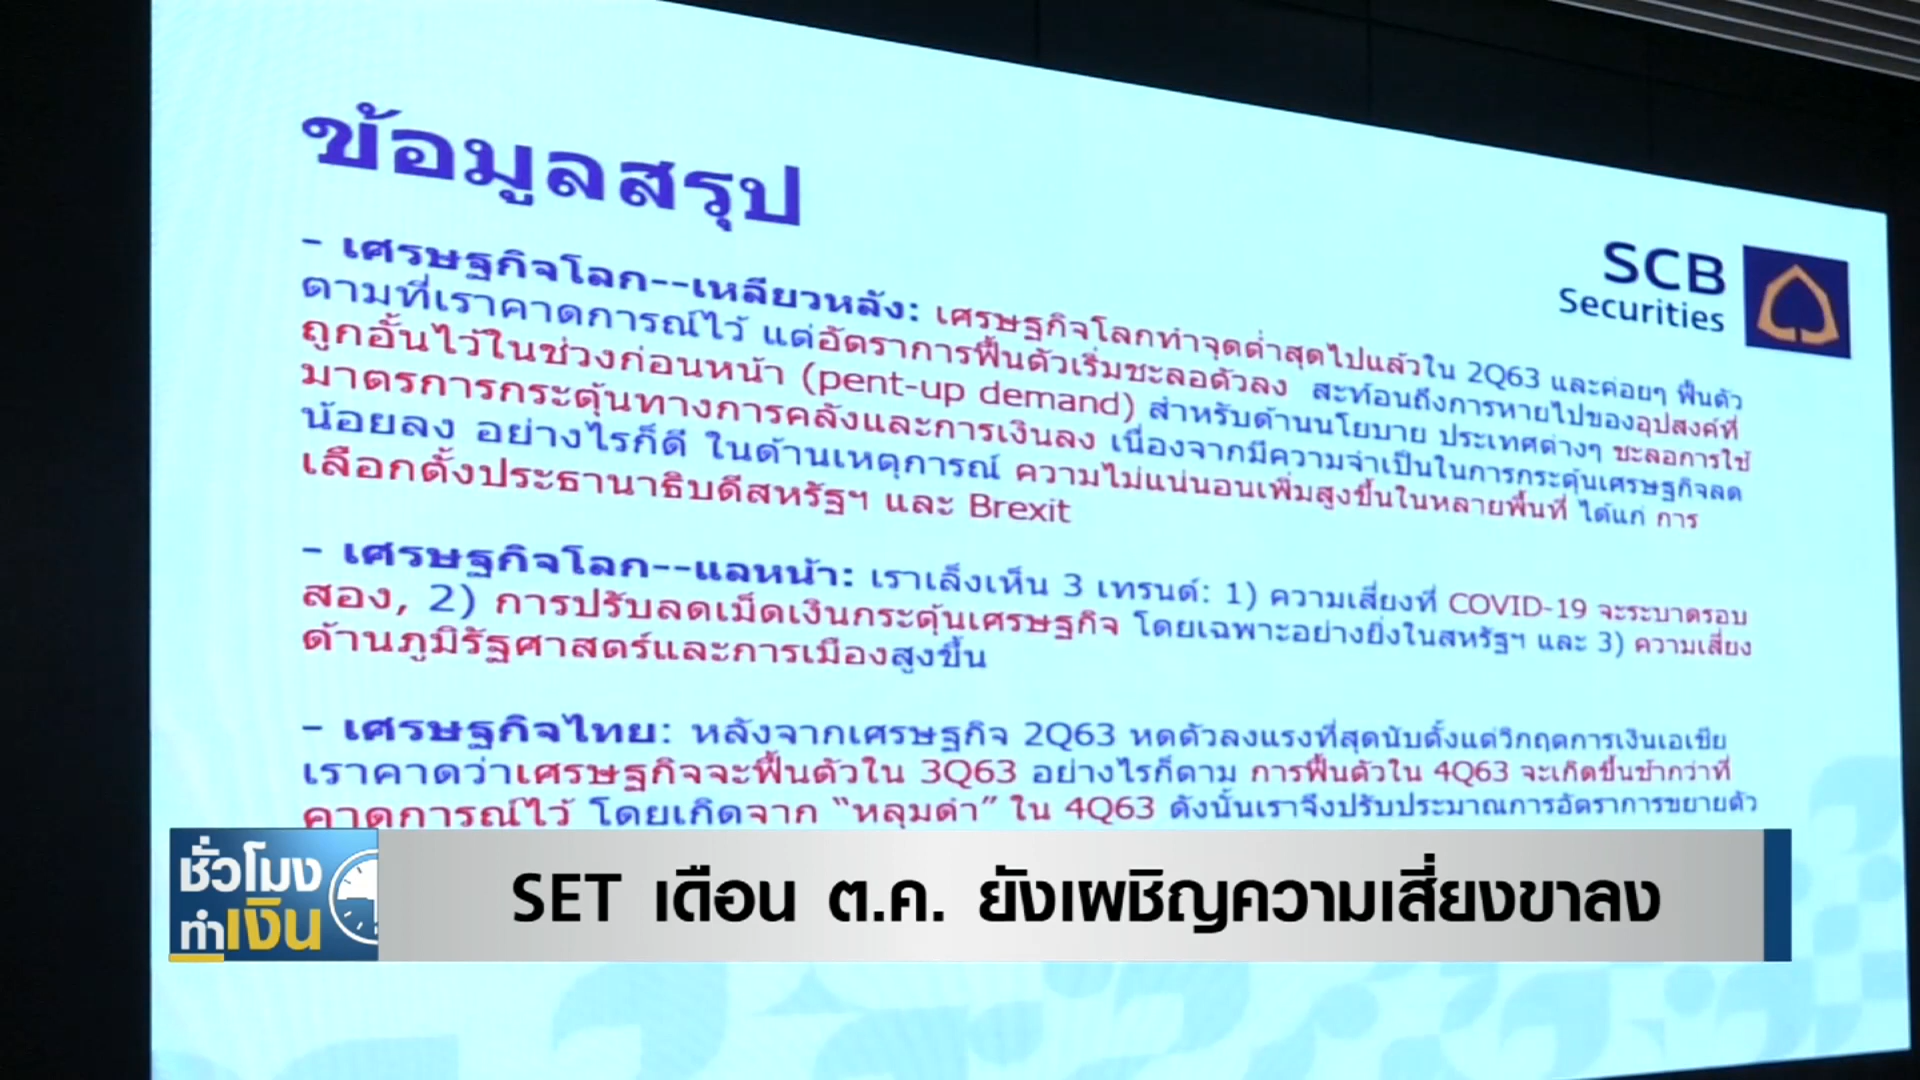 ข้อมูลสรุป
SCB
Securities
- เศรษฐกิจโลก--เหลียวหลัง: เศรษฐกิจโลกทำจุดต่ำสุดไปแล้วใน 2Q63 และค่อยๆ ฟื้นตัว
ตามที่เราคาดการณ์ไว้ แต่อัตราการฟื้นตัวเริ่มชะลอตัวลง สะท้อนถึงการหายไปของอุปสงค์ที่
ถูกอั้นไว้ในช่วงก่อนหน้า (pent-up demand) สำหรับด้านนโยบาย ประเทศต่างๆ ชะลอการใช้
มาตรการกระตุ้นทางการคลังและการเงินลง เนื่องจากมีความจำเป็นในการกระตุ้นเศรษฐกิจลด
น้อยลง อย่างไรก็ดี ในด้านเหตุการณ์ ความไม่แน่นอนเพิ่มสูงขึ้นในหลายพื้นที่ ได้แก่ การ
เลือกตั้งประธานาธิบดีสหรัฐฯ และ Brexit
- เศรษฐกิจโลก--แลหน้า: เราเล็งเห็น 3 เทรนด์: 1) ความเสี่ยงที่ COVID-19 จะระบาดรอบ
สอง, 2) การปรับลดเม็ดเงินกระตุ้นเศรษฐกิจ โดยเฉพาะอย่างยิ่งในสหรัฐฯ และ 3) ความเสี่ยง
ด้านภูมิรัฐศาสตร์และการเมืองสูงขึ้น
- เศรษฐกิจไทย: หลังจากเศรษฐกิจ 2Q63 หดตัวลงแรงที่สุดนับตั้งแต่วิกฤตการเงินเอเชีย
เราคาดว่าเศรษฐกิจจะฟื้นตัวใน 3Q63 อย่างไรก็ตาม การฟื้นตัวใน 4Q63 จะเกิดขึ้นช้ากว่าที่
คาดการณ์ไว้ โดยเกิดจาก “หลุมดำ” ใน 4Q63 ดังนั้นเราจึงปรับประมาณการอัตราการขยายตัว
ชั่วโมง
ทำเงิน
SET เดือน ต.ค. ยังเผชิญความเสี่ยงขาลง